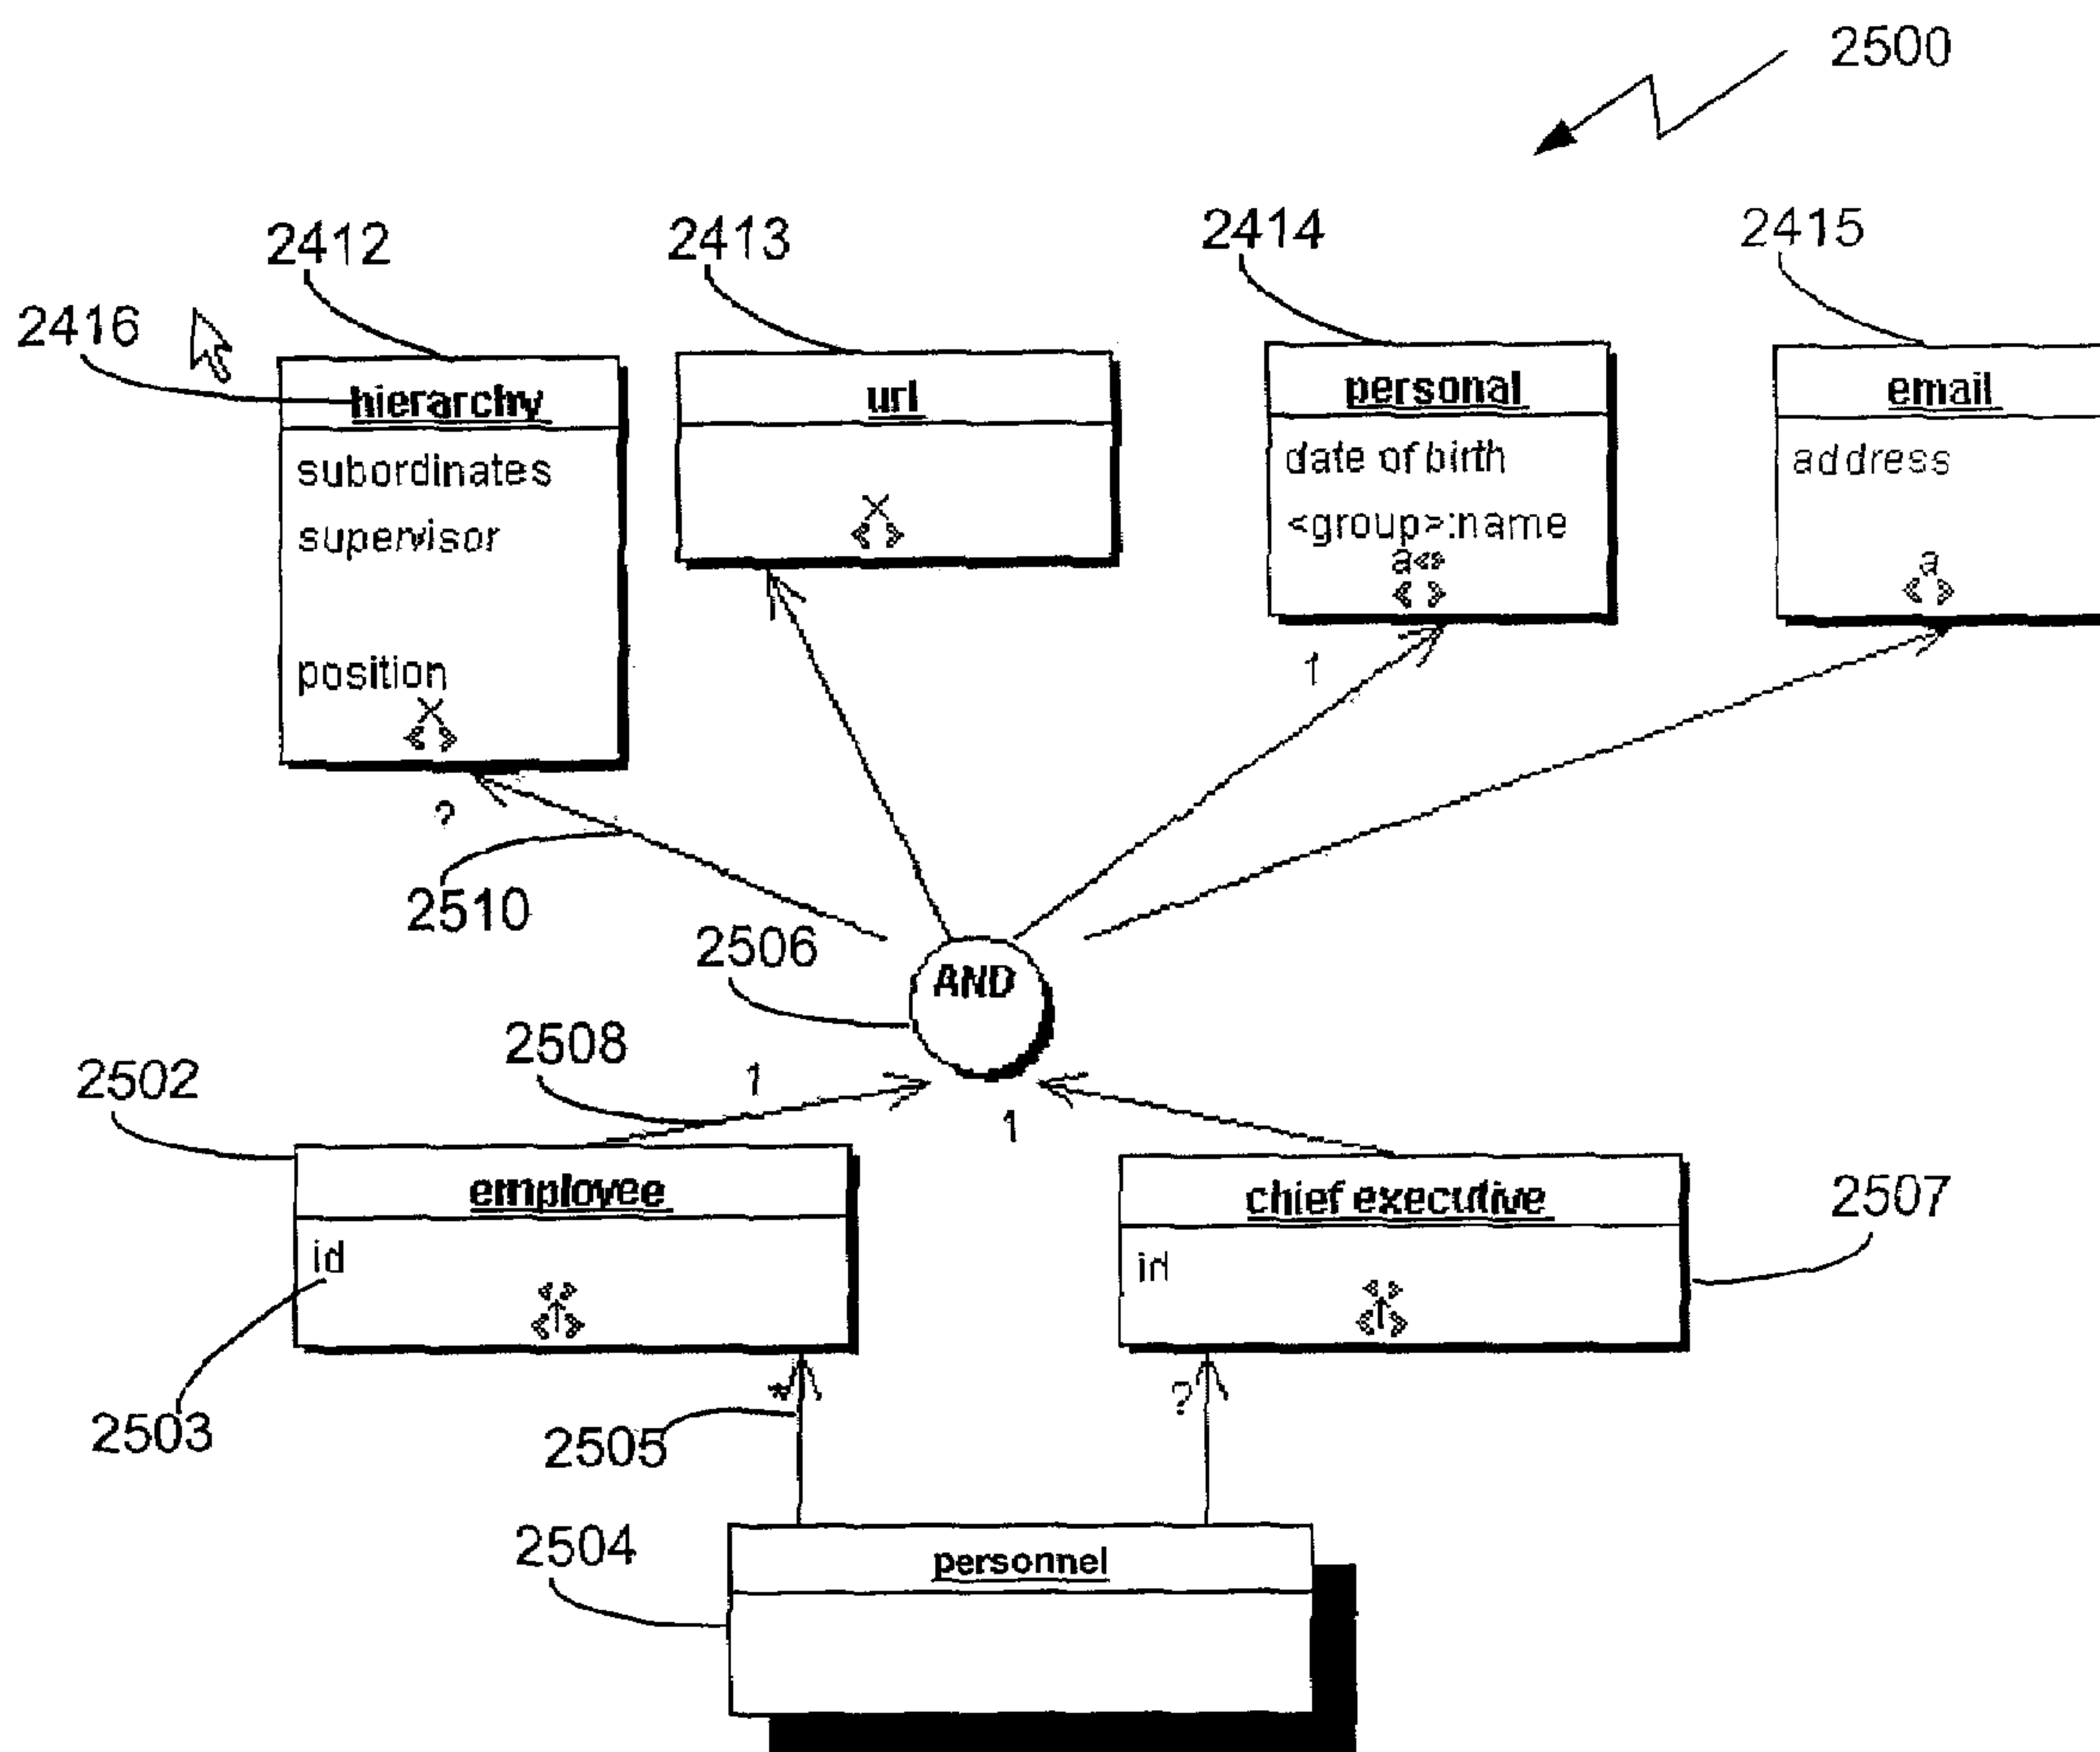 2500
2412
2413
2414
2415
2416
hierarchy
subordinates
supervisor
position
url
personal
date of birth
<group>:name
a
email
address
a
?
1
2510
2506
AND
2508
1
1
2502
employee
id
2503
chief executive
id
2507
*
?
2505
2504
personnel